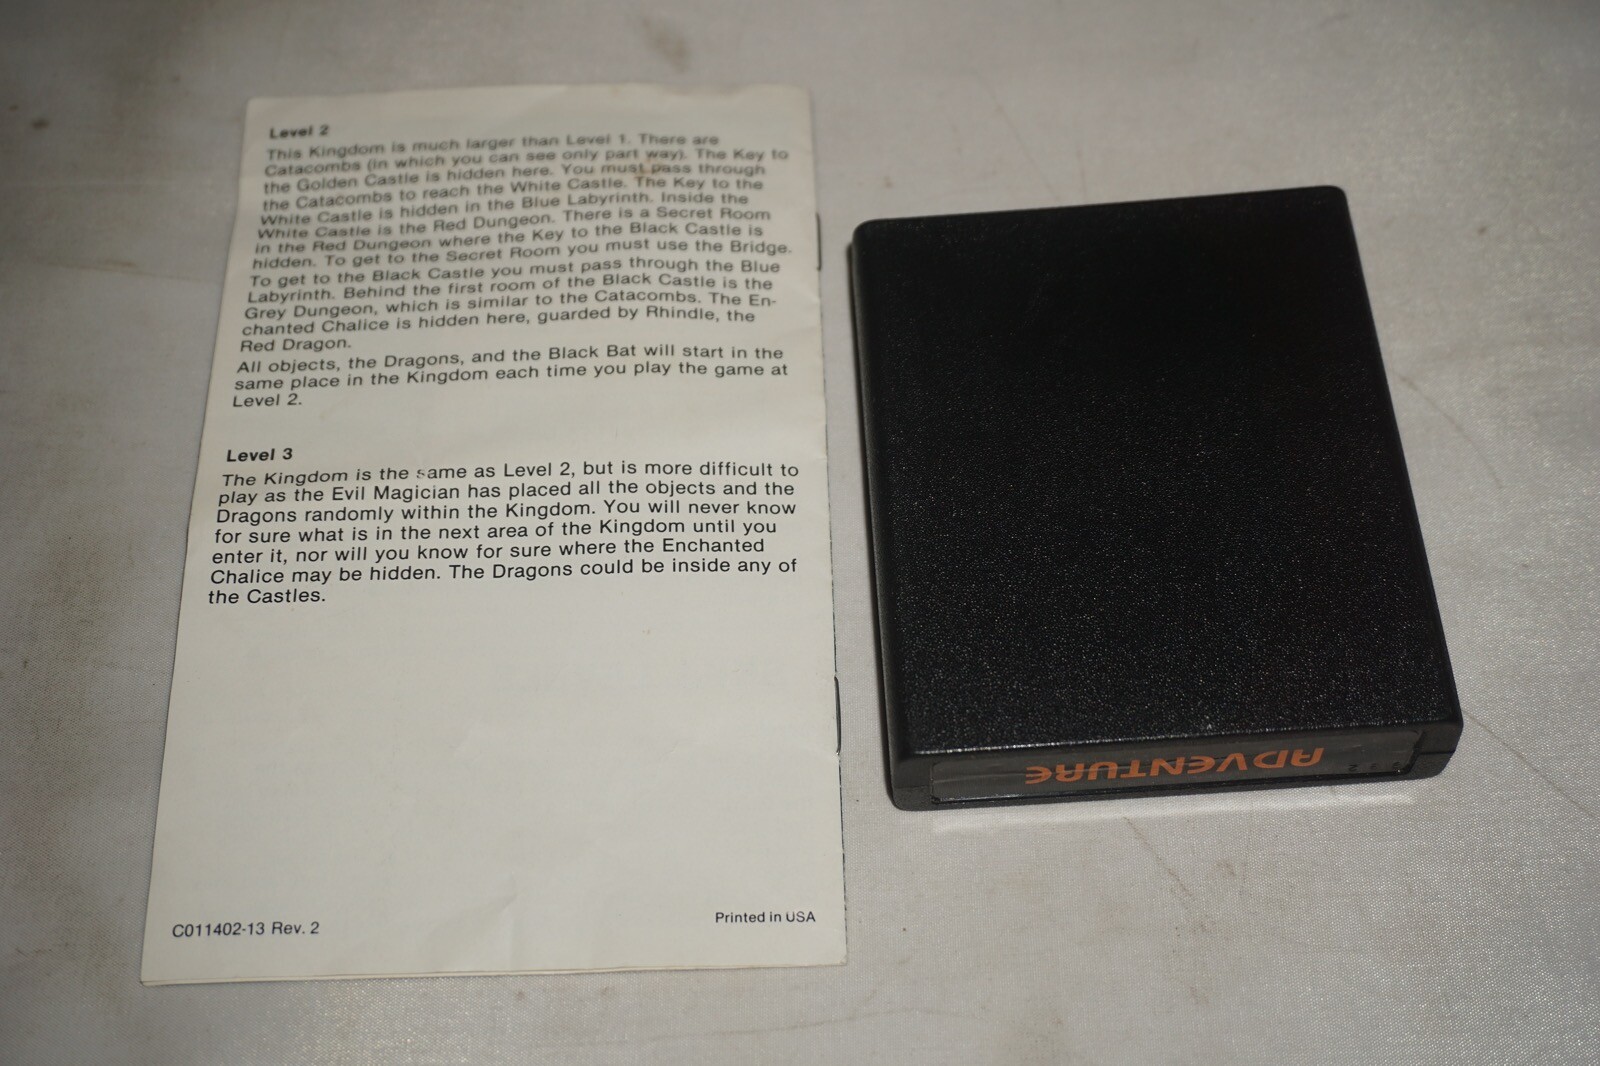 Level 2
This Kingdom is much larger than Level 1. There are
Catacombs (in which you can see only part way). The Key to
the Golden Castle is hidden here. You must pass through
the Catacombs to reach the White Castle. The Key to the
White Castle is hidden in the Blue Labyrinth. Inside the
White Castle is the Red Dungeon. There is a Secret Room
in the Red Dungeon where the Key to the Black Castle is
hidden. To get to the Secret Room you must use the Bridge.
To get to the Black Castle you must pass through the Blue
Labyrinth. Behind the first room of the Black Castle is the
Grey Dungeon, which is similar to the Catacombs. The En-
chanted Chalice is hidden here, guarded by Rhindle, the
Red Dragon.
All objects, the Dragons, and the Black Bat will start in the
same place in the Kingdom each time you play the game at
Level 2.
Level 3
The Kingdom is the same as Level 2, but is more difficult to
play as the Evil Magician has placed all the objects and the
Dragons randomly within the Kingdom. You will never know
for sure what is in the next area of the Kingdom until you
enter it, nor will you know for sure where the Enchanted
Chalice may be hidden. The Dragons could be inside any of
the Castles.
C011402-13 Rev. 2
Printed in USA
ADVENTURE